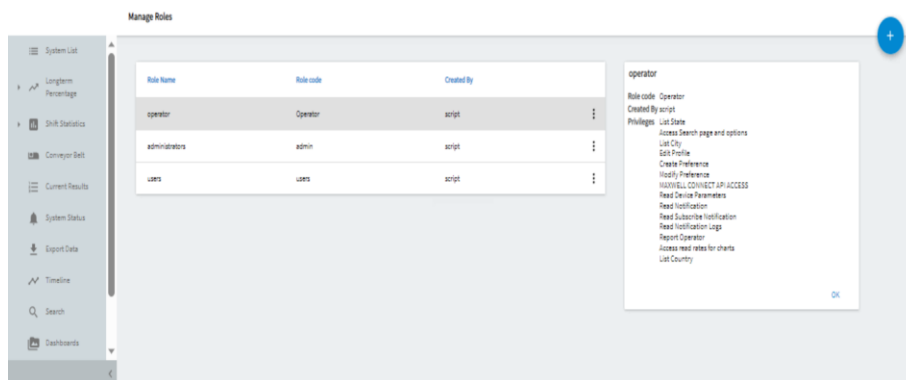 Manage Roles
+
System List
Longterm
Percentage
Shift Statistics
Conveyor Belt
Current Results
System Status
Export Data
Timeline
Search
Dashboards
Role Name Role code Created By
operator Operator script
administrators admin script
users users script
operator
Role code Operator
Created By script
Privileges List State
Access Search page and options
List City
Edit Profile
Create Preference
Modify Preference
MAXWELL CONNECT API ACCESS
Read Device Parameters
Read Notification
Read Subscribe Notification
Read Notification Logs
Report Operator
Access read rates for charts
List Country
OK